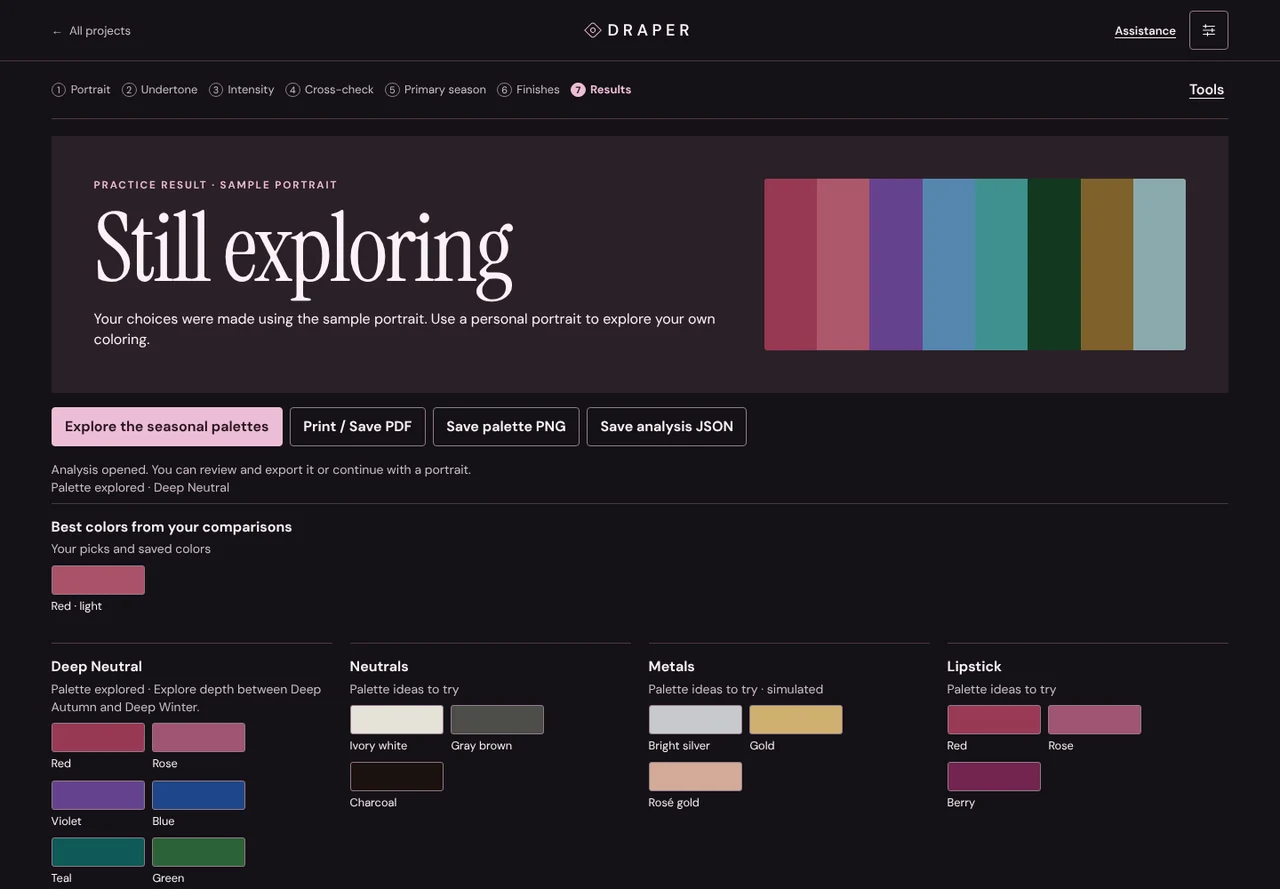 ← All projects
DRAPER
Assistance
1 Portrait
2 Undertone
3 Intensity
4 Cross-check
5 Primary season
6 Finishes
7 Results
Tools
PRACTICE RESULT · SAMPLE PORTRAIT
Still exploring
Your choices were made using the sample portrait. Use a personal portrait to explore your own
coloring.
Explore the seasonal palettes
Print / Save PDF
Save palette PNG
Save analysis JSON
Analysis opened. You can review and export it or continue with a portrait.
Palette explored · Deep Neutral
Best colors from your comparisons
Your picks and saved colors
Red · light
Deep Neutral
Palette explored · Explore depth between Deep
Autumn and Deep Winter.
Red
Rose
Violet
Blue
Teal
Green
Neutrals
Palette ideas to try
Ivory white
Gray brown
Charcoal
Metals
Palette ideas to try · simulated
Bright silver
Gold
Rosé gold
Lipstick
Palette ideas to try
Red
Rose
Berry